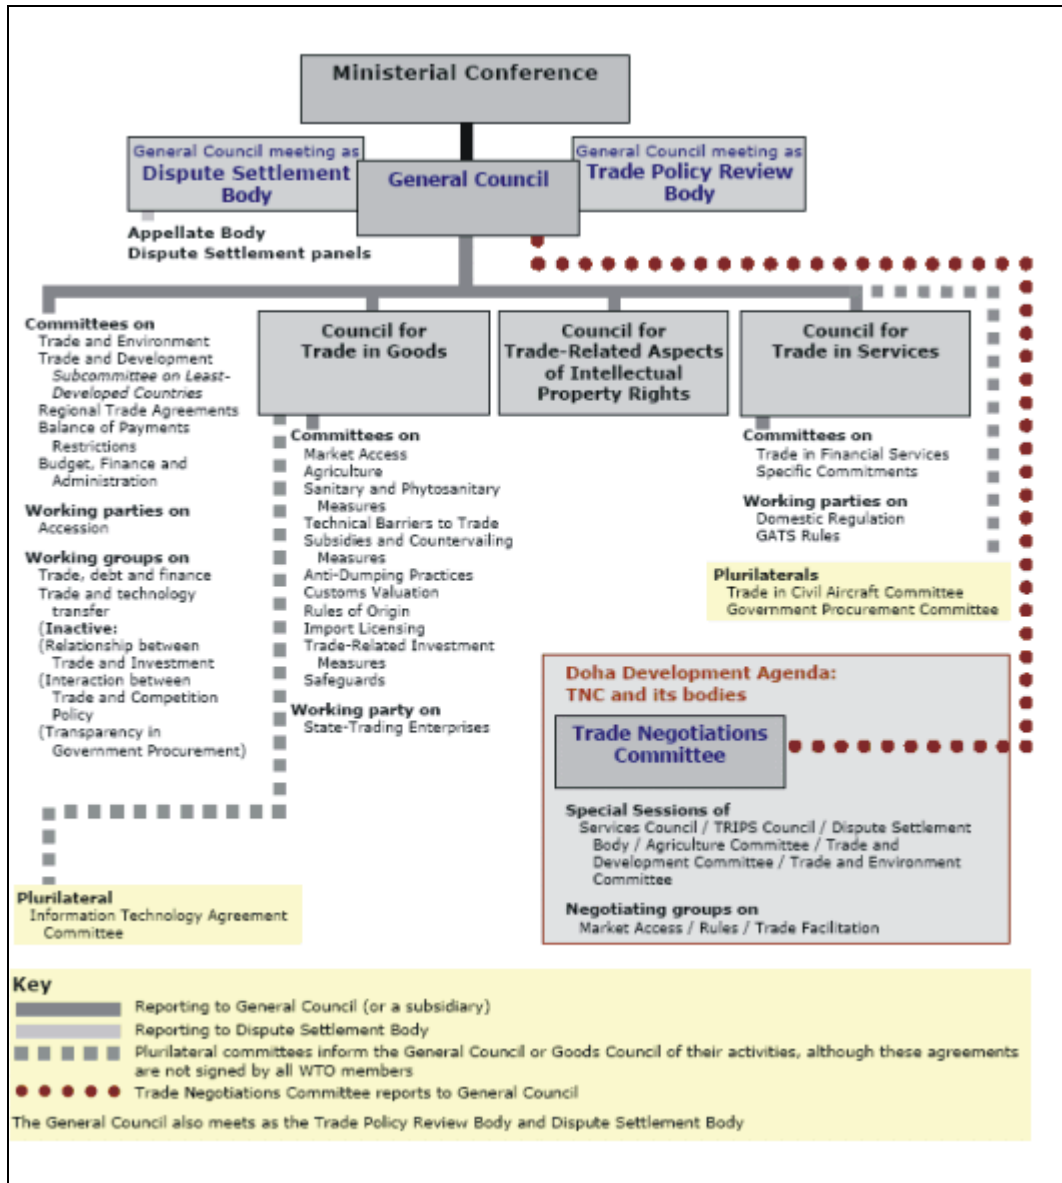 Ministerial Conference
General Council meeting as
Dispute Settlement
Body
General Council
General Council meeting as
Trade Policy Review
Body
Appellate Body
Dispute Settlement panels
Committees on
Trade and Environment
Trade and Development
Subcommittee on Least-
Developed Countries
Regional Trade Agreements
Balance of Payments
Restrictions
Budget, Finance and
Administration
Working parties on
Accession
Working groups on
Trade, debt and finance
Trade and technology
transfer
(Inactive:
(Relationship between
Trade and Investment
(Interaction between
Trade and Competition
Policy
(Transparency in
Government Procurement)
Council for
Trade in Goods
Committees on
Market Access
Agriculture
Sanitary and Phytosanitary
Measures
Technical Barriers to Trade
Subsidies and Countervailing
Measures
Anti-Dumping Practices
Customs Valuation
Rules of Origin
Import Licensing
Trade-Related Investment
Measures
Safeguards
Working party on
State-Trading Enterprises
Council for
Trade-Related Aspects
of Intellectual
Property Rights
Council for
Trade in Services
Committees on
Trade in Financial Services
Specific Commitments
Working parties on
Domestic Regulation
GATS Rules
Plurilaterals
Trade in Civil Aircraft Committee
Government Procurement Committee
Doha Development Agenda:
TNC and its bodies
Trade Negotiations
Committee
Special Sessions of
Services Council / TRIPS Council / Dispute Settlement
Body / Agriculture Committee / Trade and
Development Committee / Trade and Environment
Committee
Negotiating groups on
Market Access / Rules / Trade Facilitation
Plurilateral
Information Technology Agreement
Committee
Key
Reporting to General Council (or a subsidiary)
Reporting to Dispute Settlement Body
Plurilateral committees inform the General Council or Goods Council of their activities, although these agreements
are not signed by all WTO members
Trade Negotiations Committee reports to General Council
The General Council also meets as the Trade Policy Review Body and Dispute Settlement Body